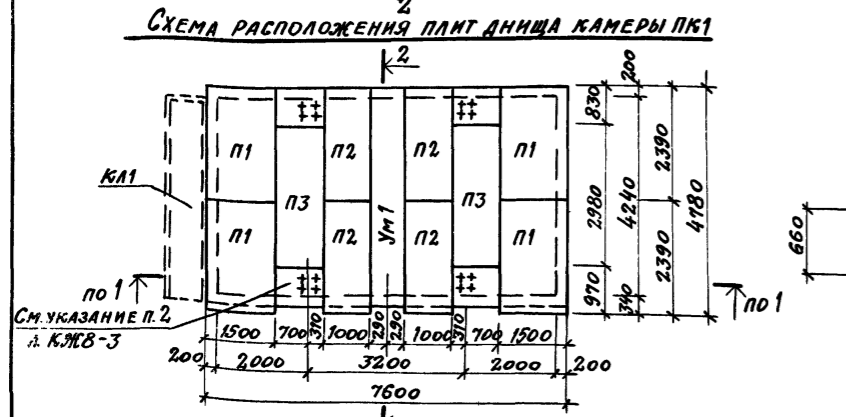 2
СХЕМА РАСПОЛОЖЕНИЯ ПЛИТ ДНИЩА КАМЕРЫ ПК1
2
КЛ1
П1
П2
П2
П1
П3
УМ1
П3
П1
П2
П2
П1
200
830
2390
2980
4240
4780
2390
970
340
660
ПО 1
ПО 1
СМ. УКАЗАНИЕ П.2
Л. КЖ8-3
1500 700 310 1000 290 290 1000 310 700 1500
200 2000 3200 2000 200
7600